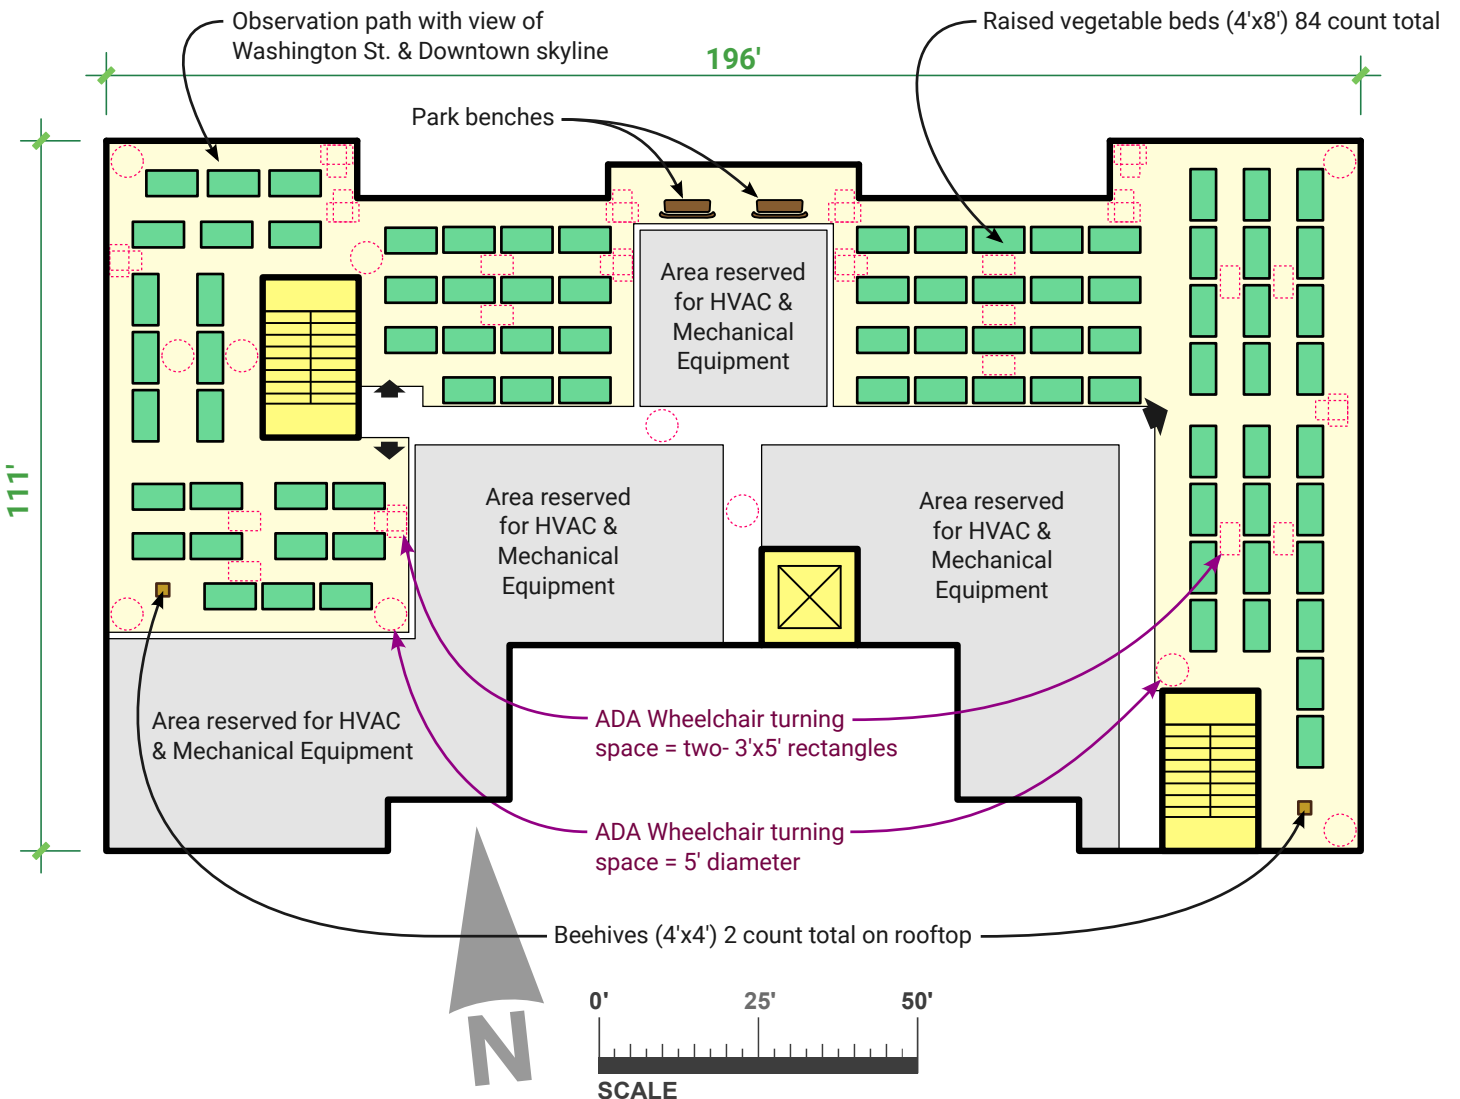 Observation path with view of
Washington St. & Downtown skyline
Raised vegetable beds (4'x8') 84 count total
196'
Park benches
111'
Area reserved
for HVAC &
Mechanical
Equipment
Area reserved
for HVAC &
Mechanical
Equipment
Area reserved
for HVAC &
Mechanical
Equipment
Area reserved for HVAC
& Mechanical Equipment
ADA Wheelchair turning
space = two- 3'x5' rectangles
ADA Wheelchair turning
space = 5' diameter
Beehives (4'x4') 2 count total on rooftop
N
0' 25' 50'
SCALE